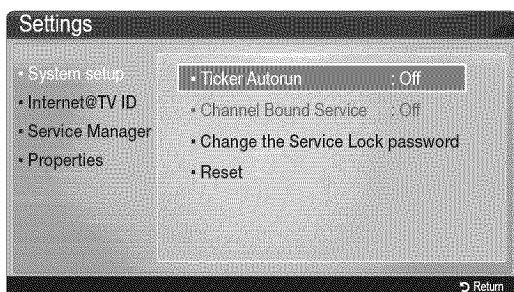 Settings
▪ System setup
▪ Internet@TV ID
▪ Service Manager
▪ Properties
▪ Ticker Autorun : Off
▪ Channel Bound Service : Off
▪ Change the Service Lock password
▪ Reset
Return